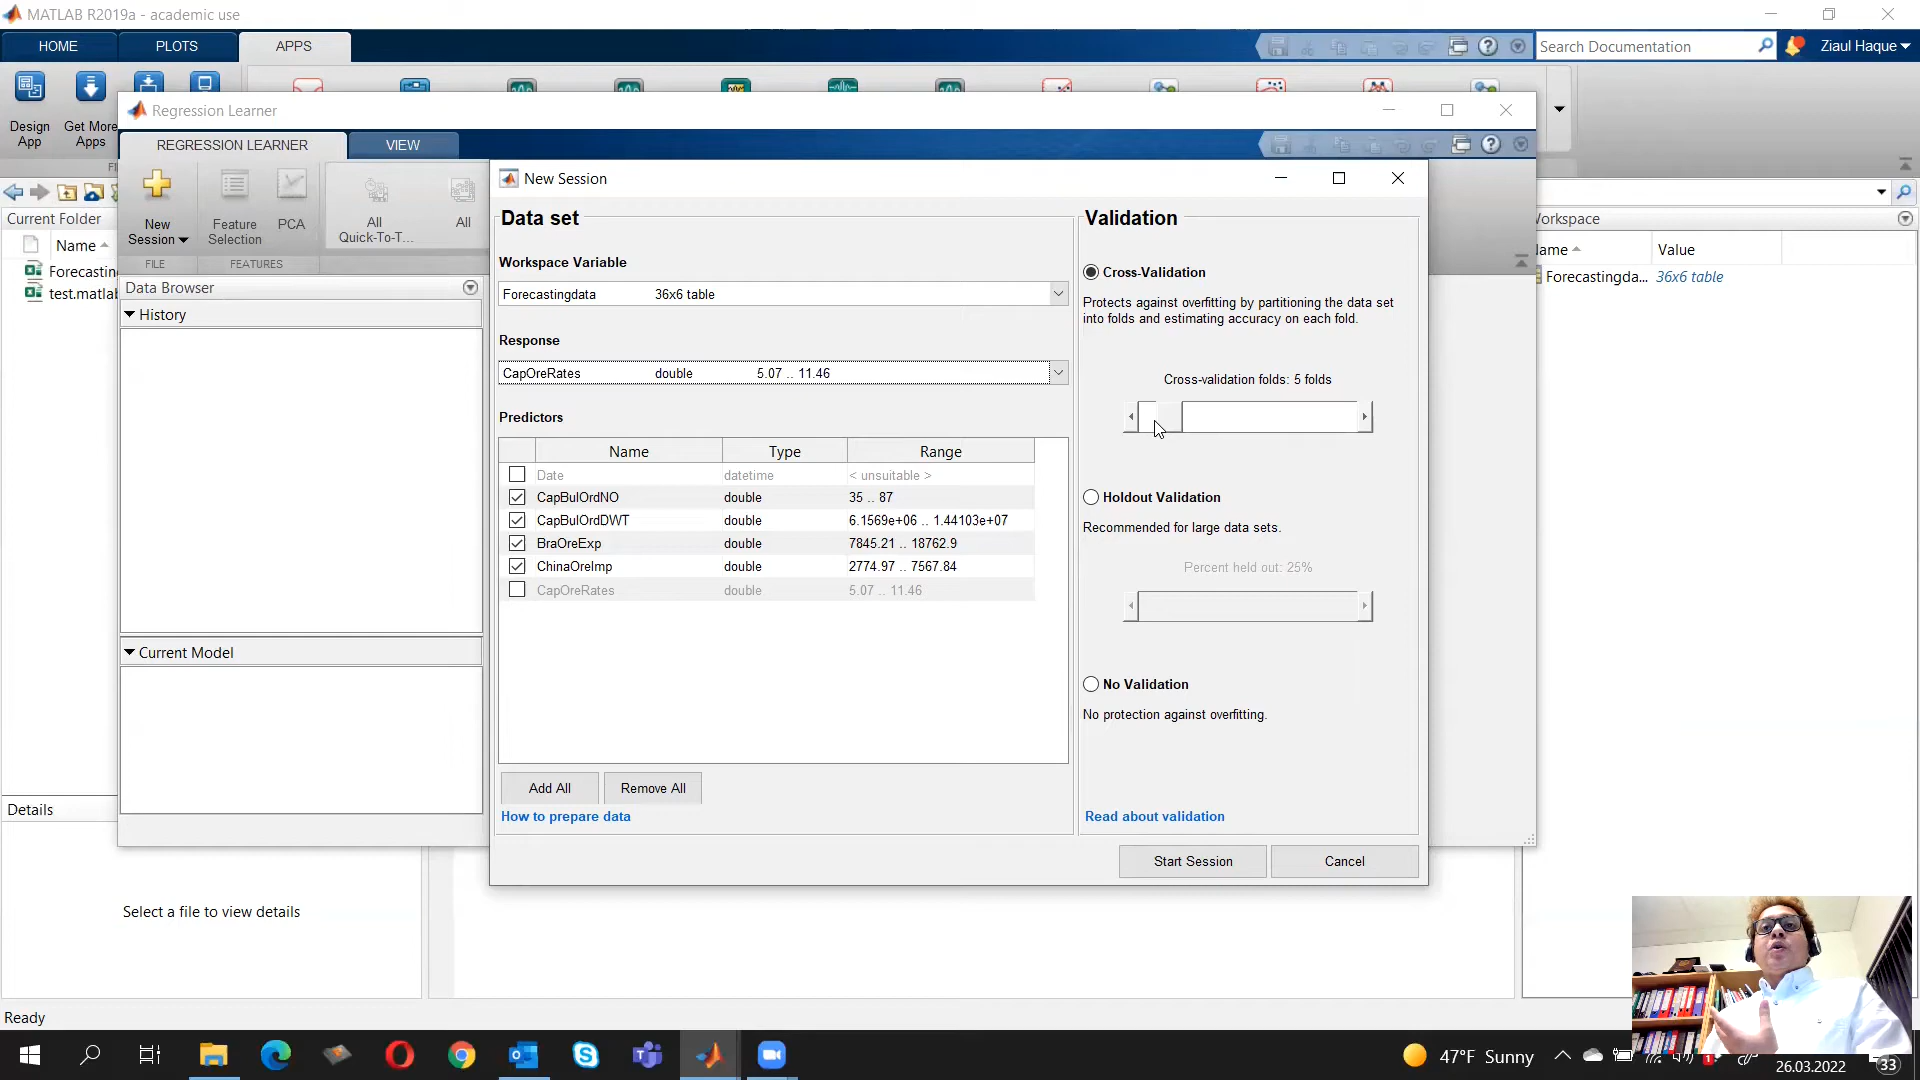 MATLAB R2019a - academic use
HOME
PLOTS
APPS
Search Documentation
Ziaul Haque
Design
App
Get More
Apps
Regression Learner
REGRESSION LEARNER
VIEW
New
Session
Feature
Selection
PCA
All
Quick-To-T...
All
FILE
FEATURES
Current Folder
Name
Forecasting
test.matlab
Data Browser
History
Current Model
Details
Select a file to view details
New Session
Data set
Workspace Variable
Forecastingdata 36x6 table
Response
CapOreRates double 5.07 .. 11.46
Predictors
Name Type Range
Date datetime < unsuitable >
CapBulOrdNO double 35 .. 87
CapBulOrdDWT double 6.1569e+06 .. 1.44103e+07
BraOreExp double 7845.21 .. 18762.9
ChinaOreImp double 2774.97 .. 7567.84
CapOreRates double 5.07 .. 11.46
Add All
Remove All
How to prepare data
Validation
Cross-Validation
Protects against overfitting by partitioning the data set
into folds and estimating accuracy on each fold.
Cross-validation folds: 5 folds
Holdout Validation
Recommended for large data sets.
Percent held out: 25%
No Validation
No protection against overfitting.
Read about validation
Start Session
Cancel
orkspace
ame
Value
Forecastingda... 36x6 table
Ready
47°F Sunny
26.03.2022
33